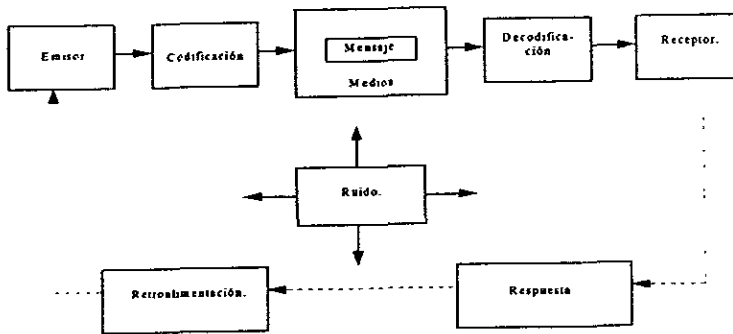 Emisor
Codificación
Mensaje
Medios
Decodifica-
ción
Receptor.
Ruido.
Retroalimentación.
Respuesta